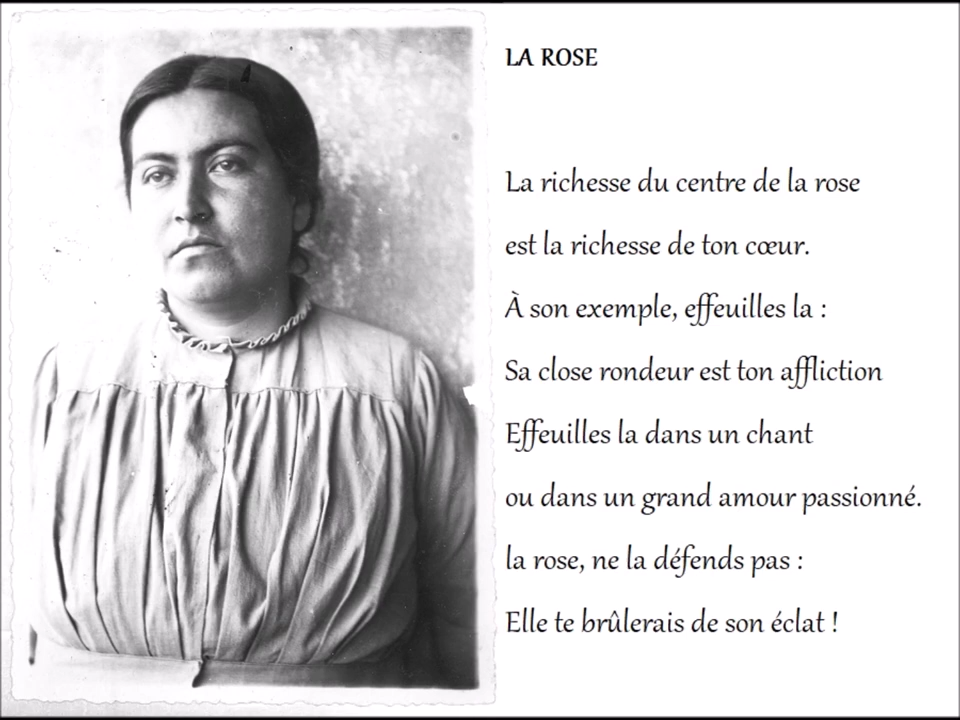 LA ROSE
La richesse du centre de la rose
est la richesse de ton cœur.
À son exemple, effeuilles la :
Sa close rondeur est ton affliction
Effeuilles la dans un chant
ou dans un grand amour passionné.
la rose, ne la défends pas :
Elle te brûlerais de son éclat !